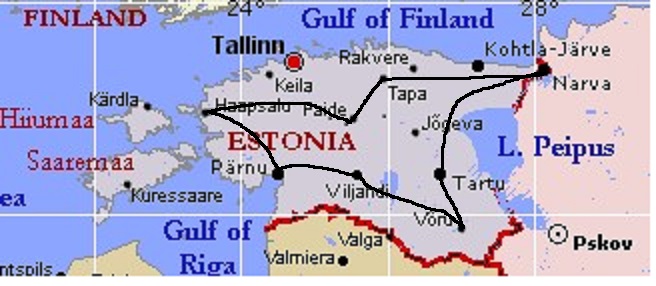 24°
28°
FINLAND
Gulf of Finland
Tallinn
Kohtla-Järve
Rakvere
Keila
Narva
Tapa
Kärdla
Haapsalu
Paide
Hiiumaa
Jõgeva
ESTONIA
L. Peipus
Saaremaa
Pärnu
Tartu
Viljandi
Kuressaare
ea
Võru
Gulf of
Riga
Valga
Pskov
Valmiera
ntspils